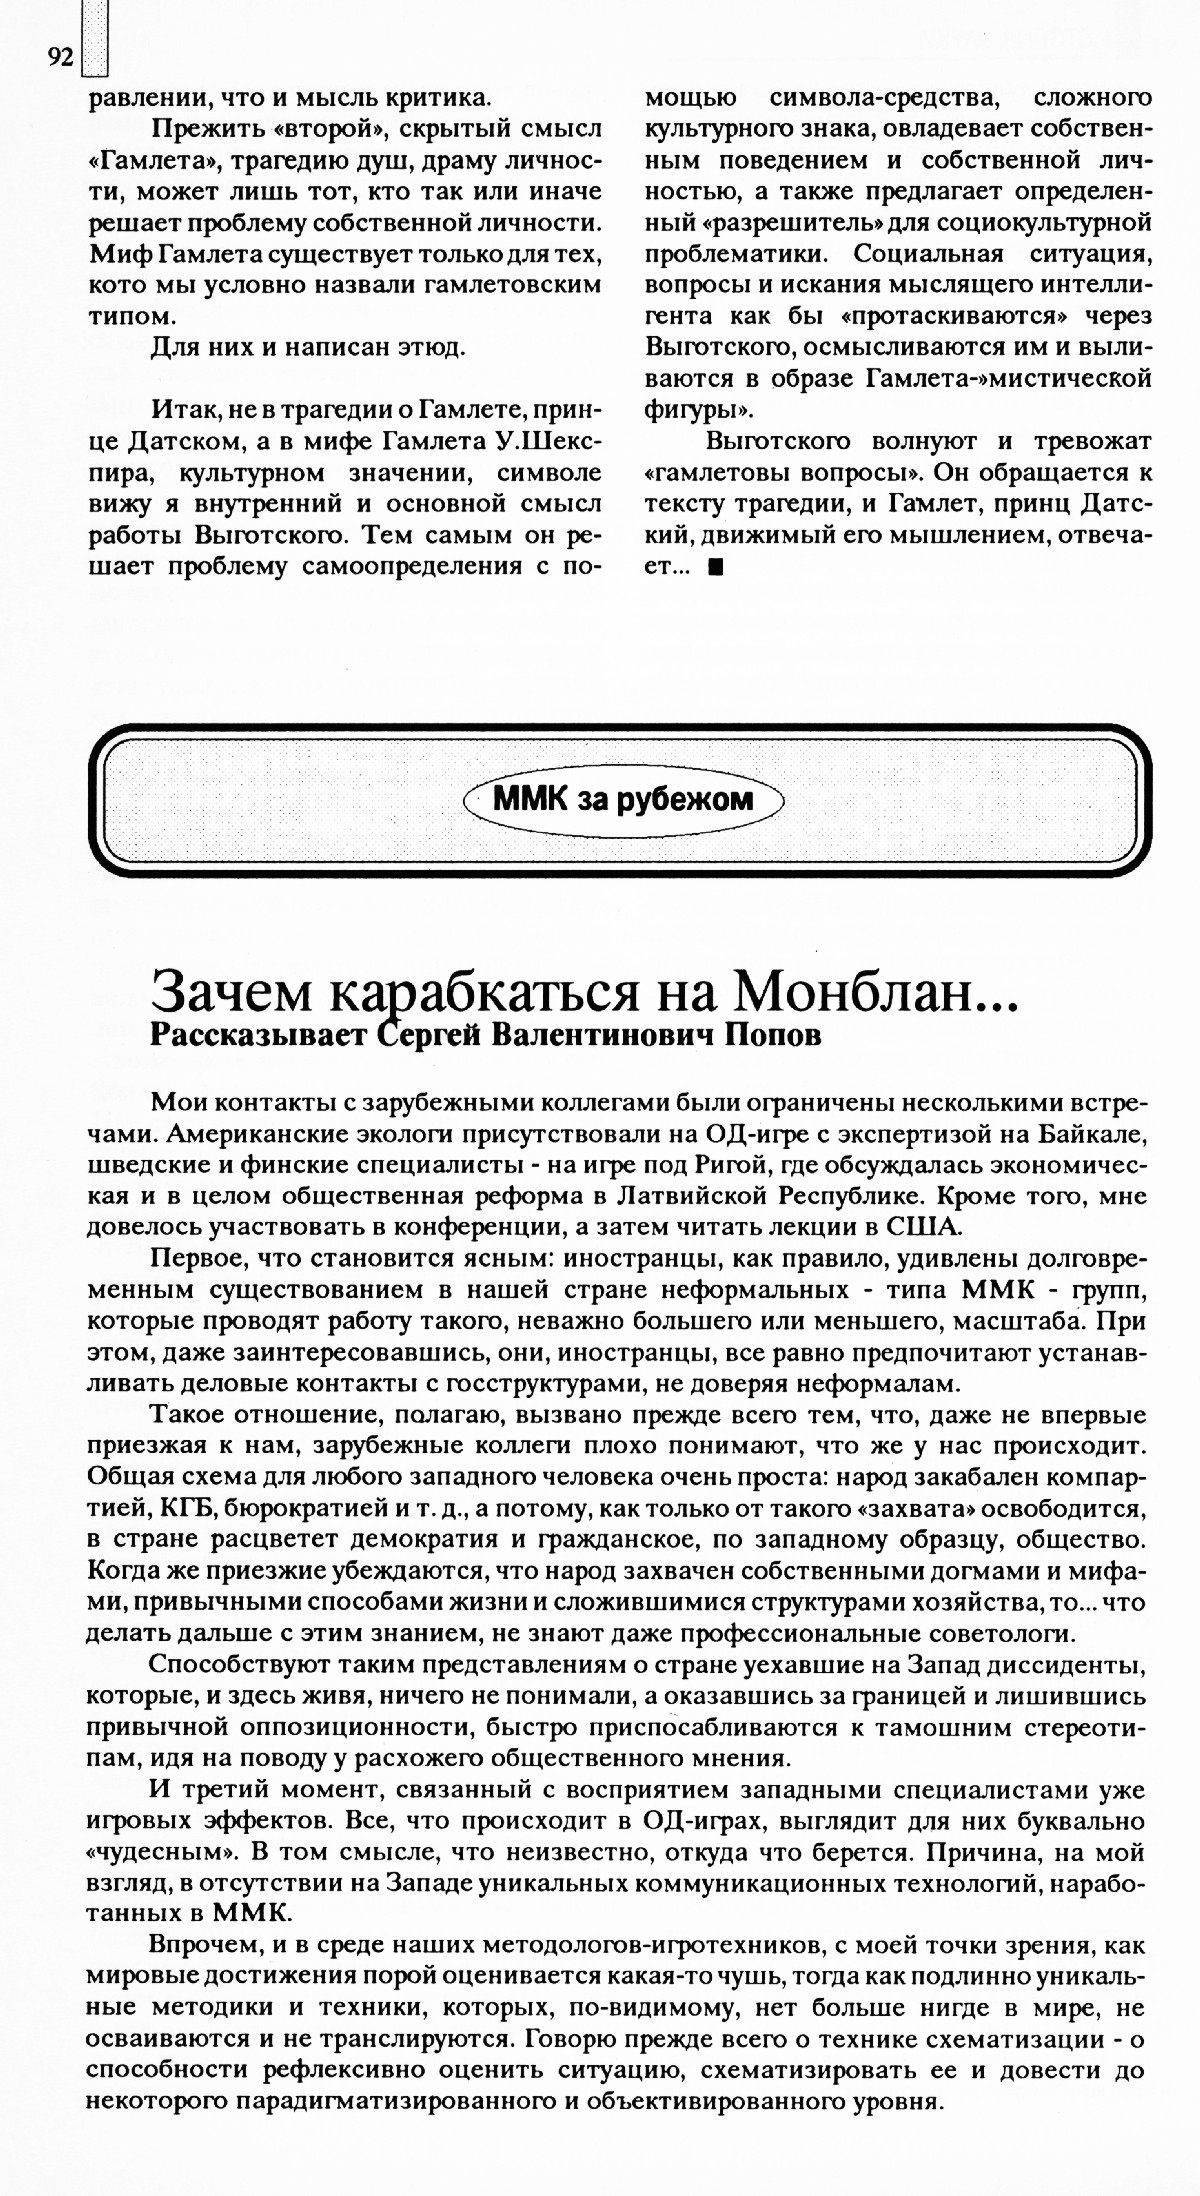 92
равлении, что и мысль критика.
Прежить «второй», скрытый смысл
«Гамлета», трагедию душ, драму личнос-
ти, может лишь тот, кто так или иначе
решает проблему собственной личности.
Миф Гамлета существует только для тех,
кото мы условно назвали гамлетовским
типом.
Для них и написан этюд.
Итак, не в трагедии о Гамлете, прин-
це Датском, а в мифе Гамлета У.Шекс-
пира, культурном значении, символе
вижу я внутренний и основной смысл
работы Выготского. Тем самым он ре-
шает проблему самоопределения с по-
мощью символа-средства, сложного
культурного знака, овладевает собствен-
ным поведением и собственной лич-
ностью, а также предлагает определен-
ный «разрешитель» для социокультурной
проблематики. Социальная ситуация,
вопросы и искания мыслящего интелли-
гента как бы «протаскиваются» через
Выготского, осмысливаются им и выли-
ваются в образе Гамлета-»мистической
фигуры».
Выготского волнуют и тревожат
«гамлетовы вопросы». Он обращается к
тексту трагедии, и Гамлет, принц Датс-
кий, движимый его мышлением, отвеча-
ет... ■
ММК за рубежом
Зачем карабкаться на Монблан...
Рассказывает Сергей Валентинович Попов
Мои контакты с зарубежными коллегами были ограничены несколькими встре-
чами. Американские экологи присутствовали на ОД-игре с экспертизой на Байкале,
шведские и финские специалисты - на игре под Ригой, где обсуждалась экономичес-
кая и в целом общественная реформа в Латвийской Республике. Кроме того, мне
довелось участвовать в конференции, а затем читать лекции в США.
Первое, что становится ясным: иностранцы, как правило, удивлены долговре-
менным существованием в нашей стране неформальных - типа ММК - групп,
которые проводят работу такого, неважно большего или меньшего, масштаба. При
этом, даже заинтересовавшись, они, иностранцы, все равно предпочитают устанав-
ливать деловые контакты с госструктурами, не доверяя неформалам.
Такое отношение, полагаю, вызвано прежде всего тем, что, даже не впервые
приезжая к нам, зарубежные коллеги плохо понимают, что же у нас происходит.
Общая схема для любого западного человека очень проста: народ закабален компар-
тией, КГБ, бюрократией и т. д., а потому, как только от такого «захвата» освободится,
в стране расцветет демократия и гражданское, по западному образцу, общество.
Когда же приезжие убеждаются, что народ захвачен собственными догмами и мифа-
ми, привычными способами жизни и сложившимися структурами хозяйства, то... что
делать дальше с этим знанием, не знают даже профессиональные советологи.
Способствуют таким представлениям о стране уехавшие на Запад диссиденты,
которые, и здесь живя, ничего не понимали, а оказавшись за границей и лишившись
привычной оппозиционности, быстро приспосабливаются к тамошним стереоти-
пам, идя на поводу у расхожего общественного мнения.
И третий момент, связанный с восприятием западными специалистами уже
игровых эффектов. Все, что происходит в ОД-играх, выглядит для них буквально
«чудесным». В том смысле, что неизвестно, откуда что берется. Причина, на мой
взгляд, в отсутствии на Западе уникальных коммуникационных технологий, нарабо-
танных в ММК.
Впрочем, и в среде наших методологов-игротехников, с моей точки зрения, как
мировые достижения порой оценивается какая-то чушь, тогда как подлинно уникаль-
ные методики и техники, которых, по-видимому, нет больше нигде в мире, не
осваиваются и не транслируются. Говорю прежде всего о технике схематизации - о
способности рефлексивно оценить ситуацию, схематизировать ее и довести до
некоторого парадигматизированного и объективированного уровня.